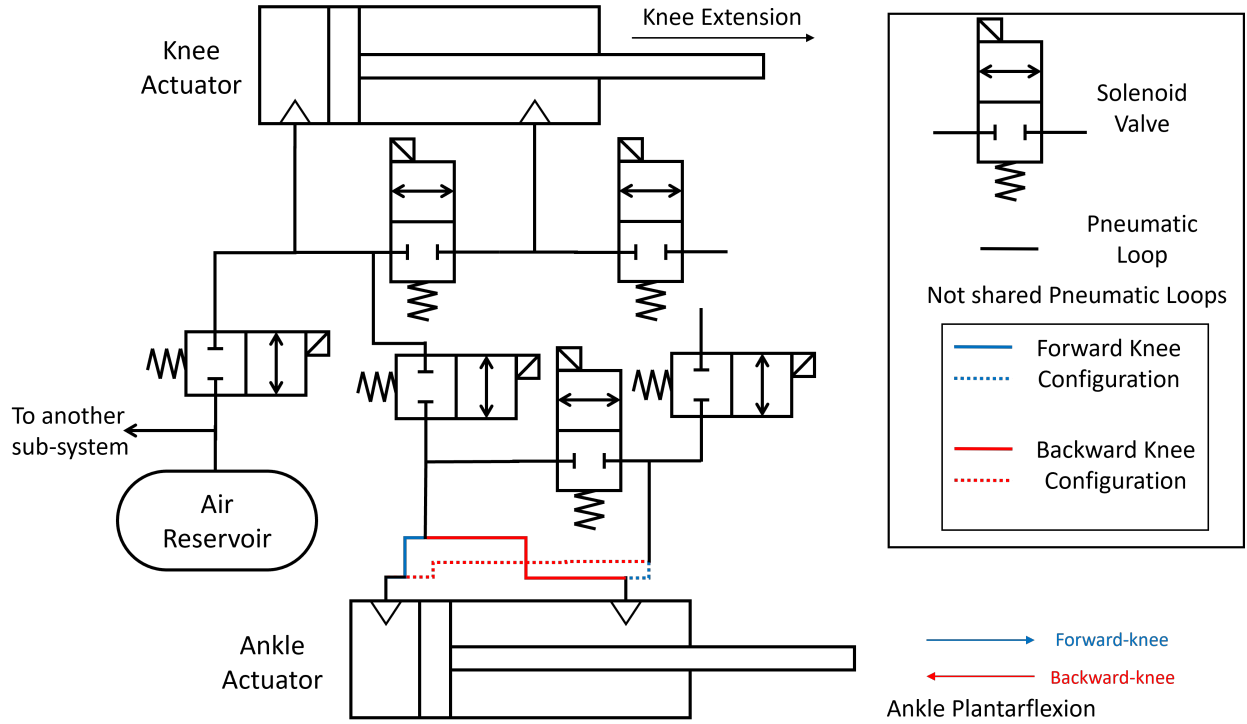 Knee Extension
Knee
Actuator
Solenoid
Valve
Pneumatic
Loop
Not shared Pneumatic Loops
Forward Knee
Configuration
Backward Knee
Configuration
To another
sub-system
Air
Reservoir
Ankle
Actuator
Forward-knee
Backward-knee
Ankle Plantarflexion